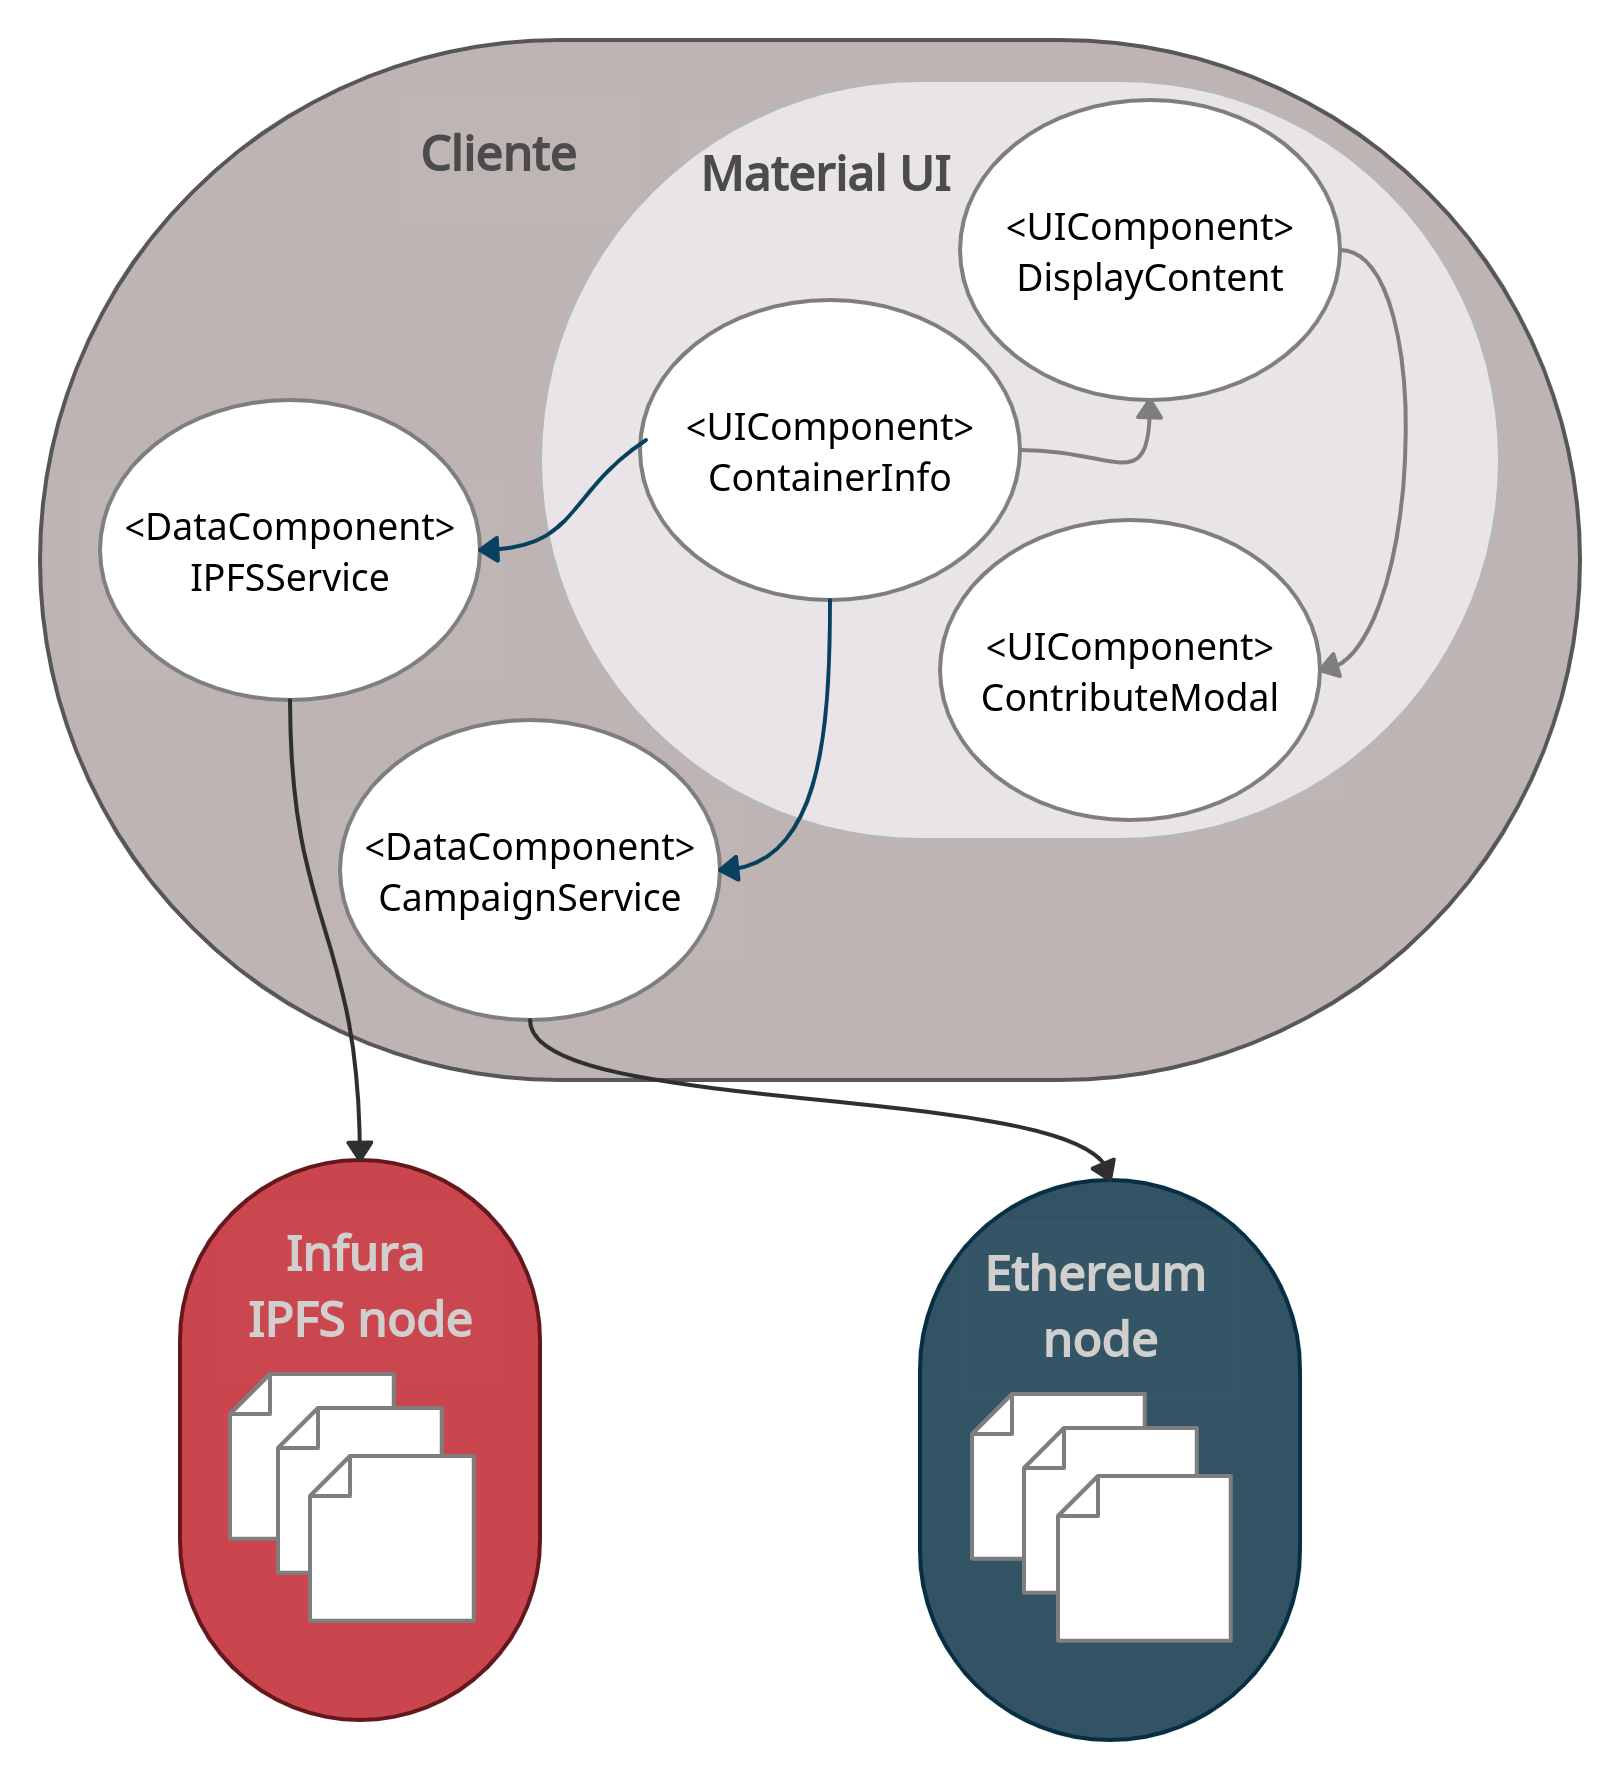 Cliente
Material UI
<UIComponent>
DisplayContent
<UIComponent>
ContainerInfo
<DataComponent>
IPFSService
<UIComponent>
ContributeModal
<DataComponent>
CampaignService
Infura
IPFS node
Ethereum
node